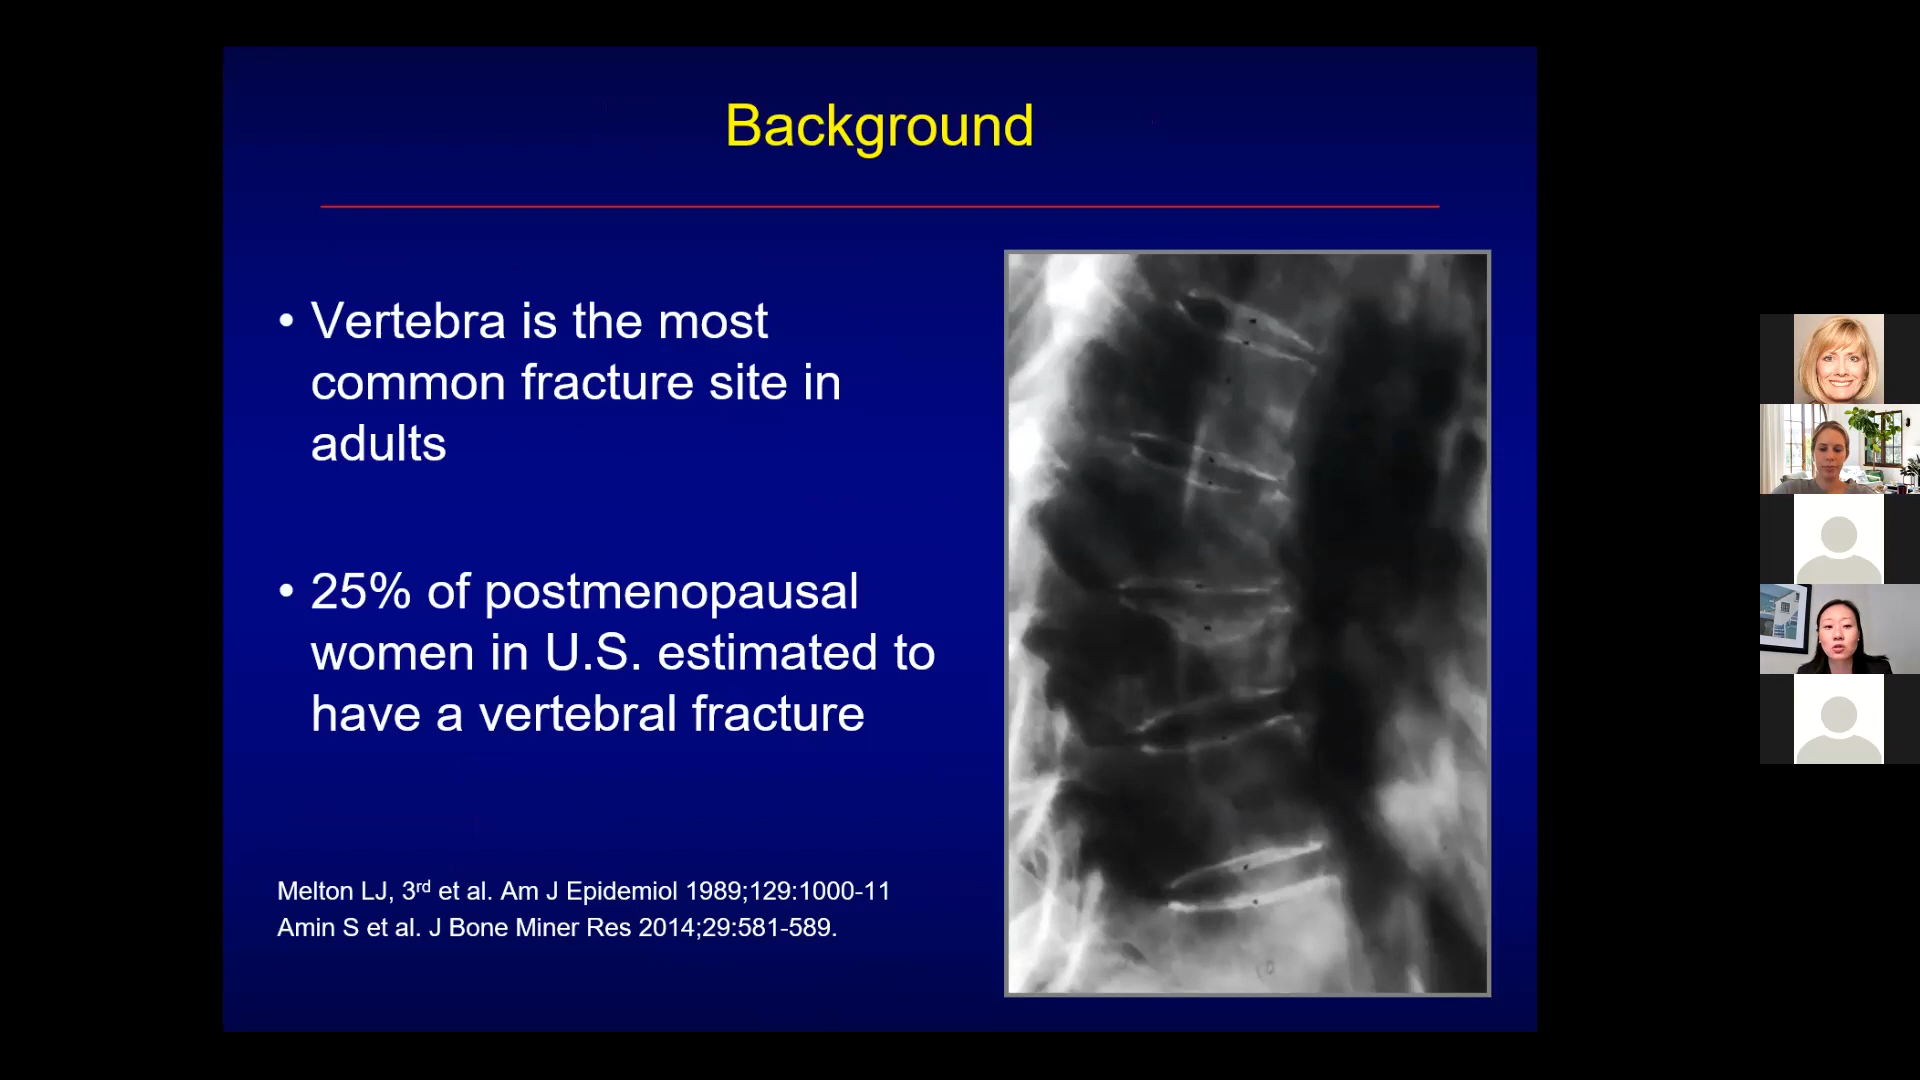 Background
• Vertebra is the most
common fracture site in
adults
• 25% of postmenopausal
women in U.S. estimated to
have a vertebral fracture
Melton LJ, 3rd et al. Am J Epidemiol 1989;129:1000-11
Amin S et al. J Bone Miner Res 2014;29:581-589.